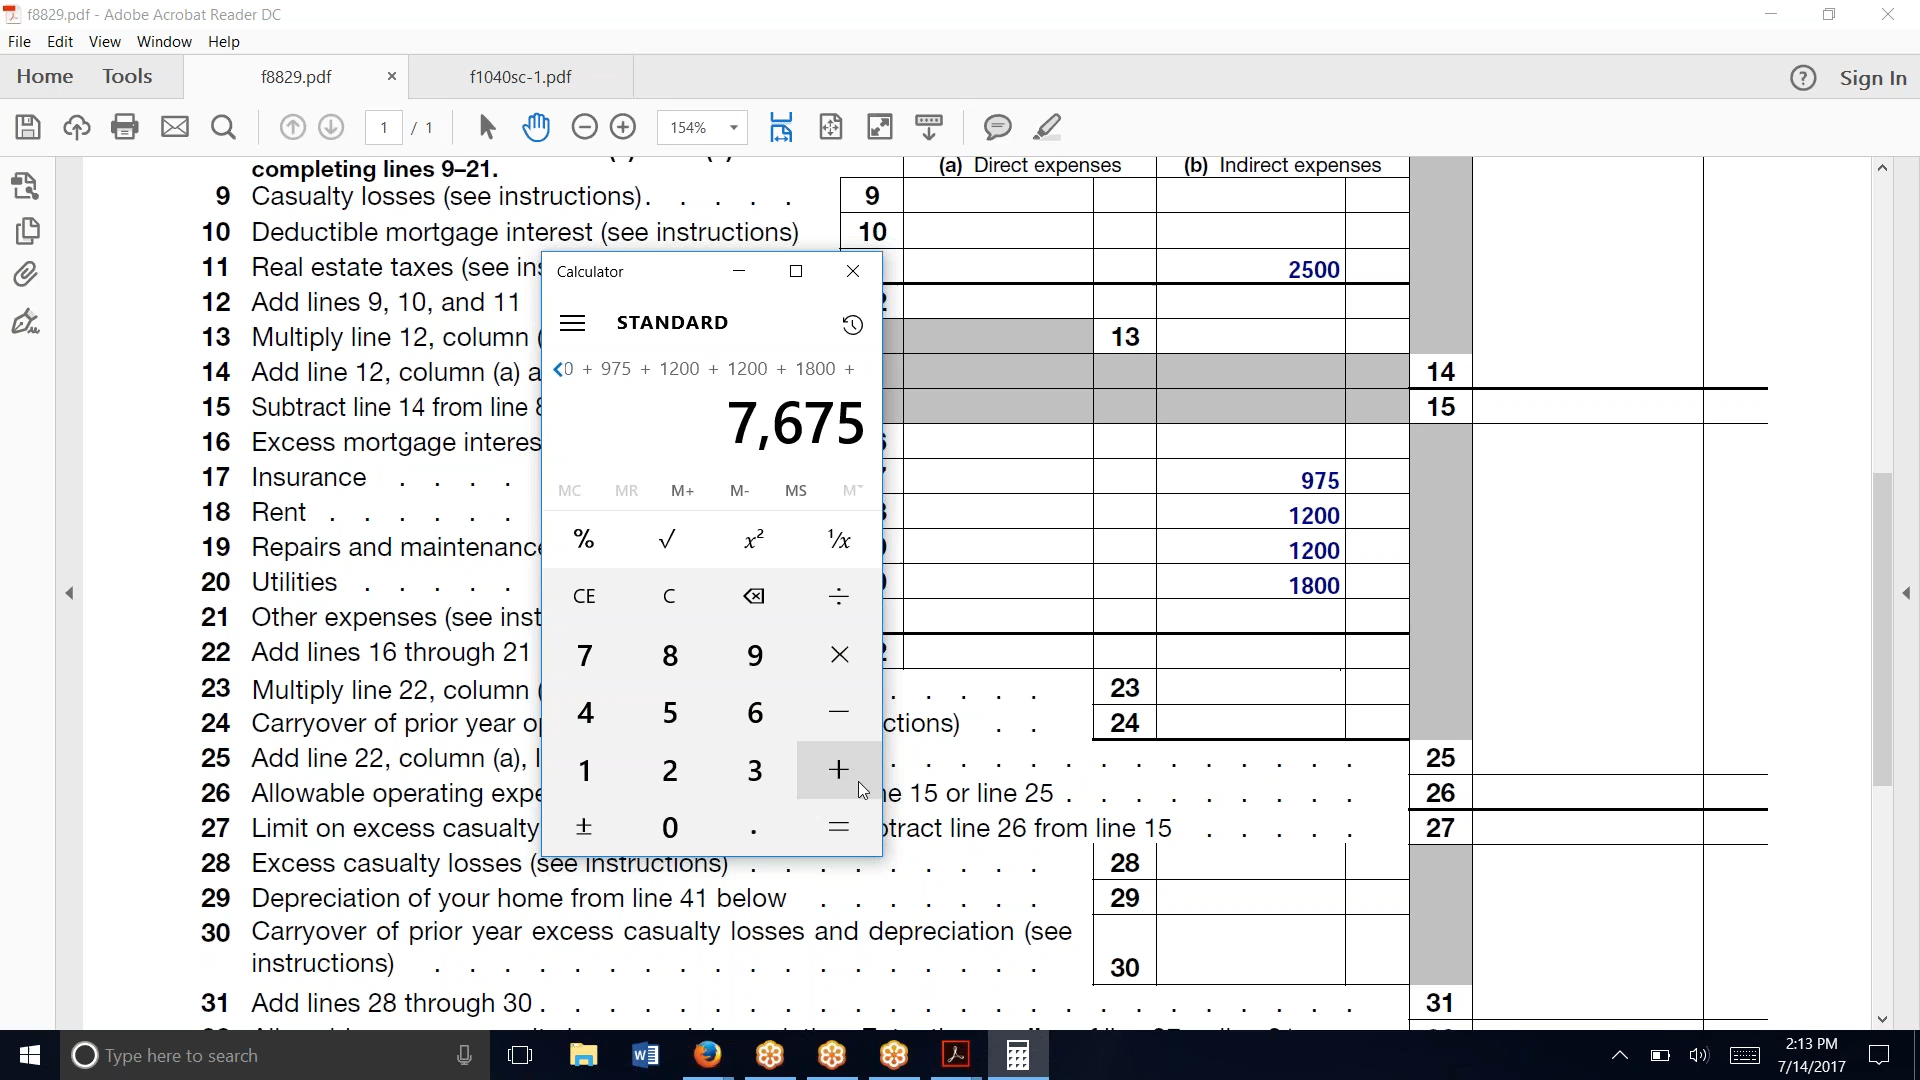 f8829.pdf - Adobe Acrobat Reader DC
File Edit View Window Help
Home Tools f8829.pdf × f1040sc-1.pdf ? Sign In
1 / 1 154%
completing lines 9–21. (a) Direct expenses (b) Indirect expenses
9 Casualty losses (see instructions). . . . . 9
10 Deductible mortgage interest (see instructions) 10
11 Real estate taxes (see ins 2500
12 Add lines 9, 10, and 11
13 Multiply line 12, column ( 13
14 Add line 12, column (a) a 14
15 Subtract line 14 from line 8 15
16 Excess mortgage interes
17 Insurance . . . . 975
18 Rent . . . . . . 1200
19 Repairs and maintenance 1200
20 Utilities . . . . . 1800
21 Other expenses (see inst
22 Add lines 16 through 21
23 Multiply line 22, column ( . . . . . 23
24 Carryover of prior year op ctions) . . 24
25 Add line 22, column (a), l . . . . . . . . . . . . . . 25
26 Allowable operating expe ne 15 or line 25 . . . . . . . . . 26
27 Limit on excess casualty btract line 26 from line 15 . . . . . 27
28 Excess casualty losses (see instructions) . . . . . . . . 28
29 Depreciation of your home from line 41 below . . . . . . . 29
30 Carryover of prior year excess casualty losses and depreciation (see
instructions) . . . . . . . . . . . . . . . . . 30
31 Add lines 28 through 30 . . . . . . . . . . . . . . . . . . . . . . . 31
Calculator
STANDARD
0 + 975 + 1200 + 1200 + 1800 +
7,675
MC MR M+ M- MS M
% √ x² ¹/x
CE C ÷
7 8 9 ×
4 5 6 −
1 2 3 +
± 0 . =
Type here to search
2:13 PM
7/14/2017